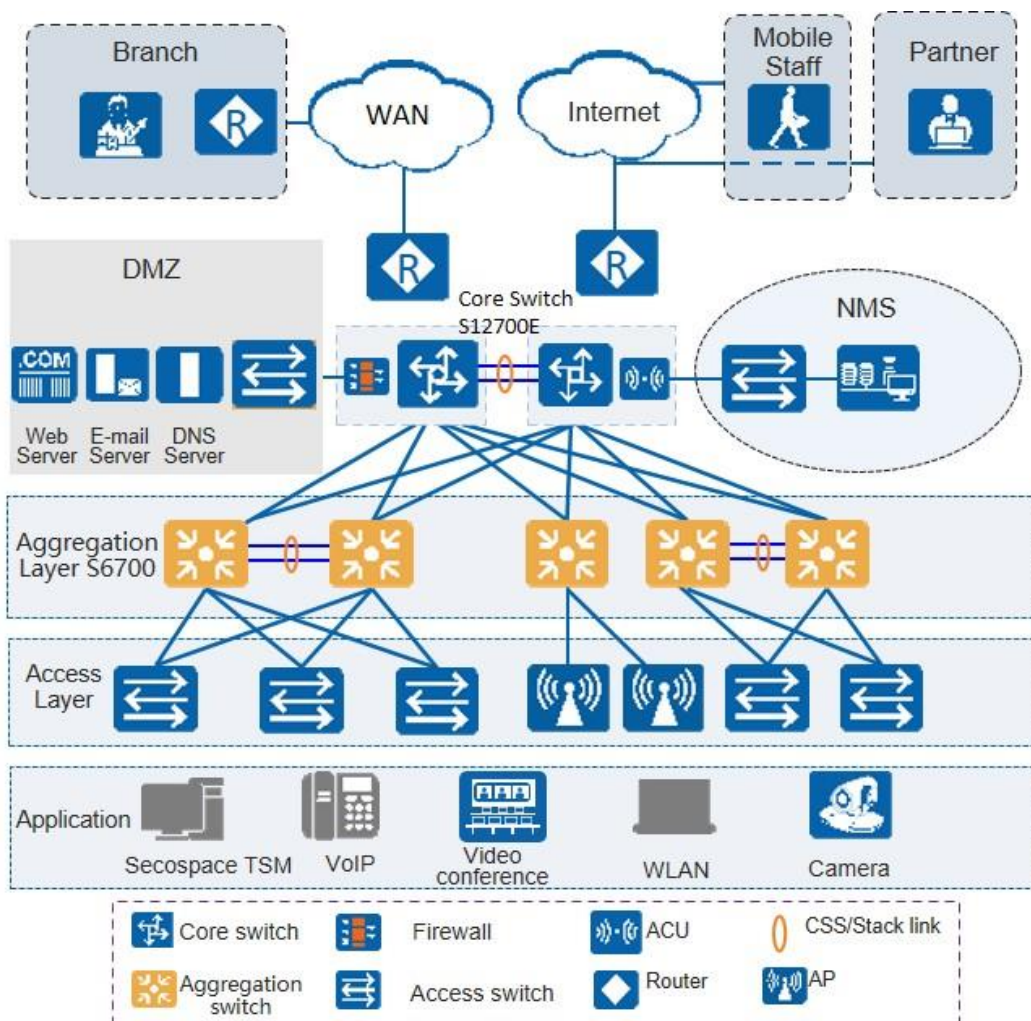 Branch
WAN
Internet
Mobile
Staff
Partner
R
R
R
DMZ
Core Switch
S12700E
NMS
.COM
Web
Server
E-mail
Server
DNS
Server
Aggregation
Layer S6700
Access
Layer
Application
Secospace TSM
VoIP
Video
conference
WLAN
Camera
Core switch
Firewall
ACU
CSS/Stack link
Aggregation
switch
Access switch
Router
AP